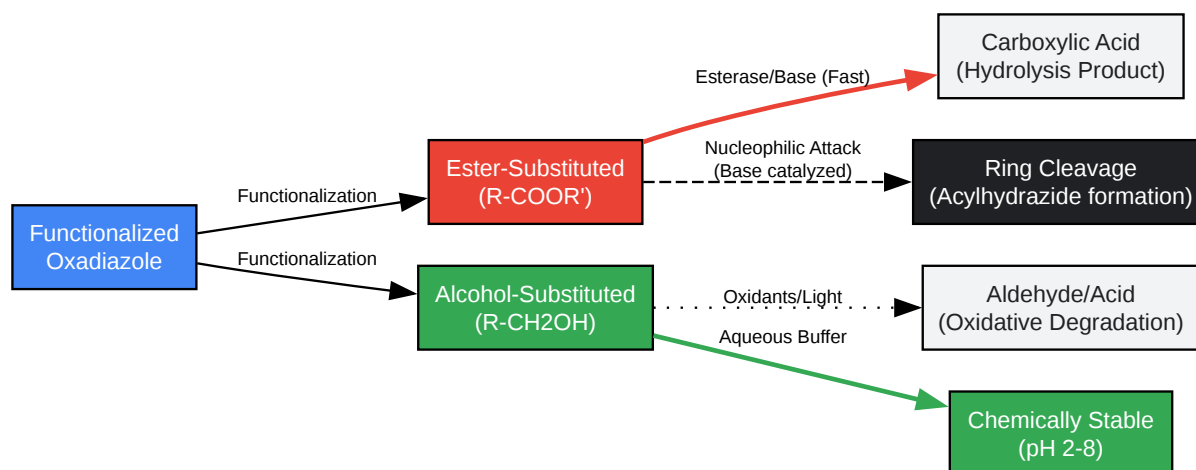 Functionalized
Oxadiazole
Functionalization
Functionalization
Ester-Substituted
(R-COOR')
Alcohol-Substituted
(R-CH2OH)
Esterase/Base (Fast)
Nucleophilic Attack
(Base catalyzed)
Oxidants/Light
Aqueous Buffer
Carboxylic Acid
(Hydrolysis Product)
Ring Cleavage
(Acylhydrazide formation)
Aldehyde/Acid
(Oxidative Degradation)
Chemically Stable
(pH 2-8)